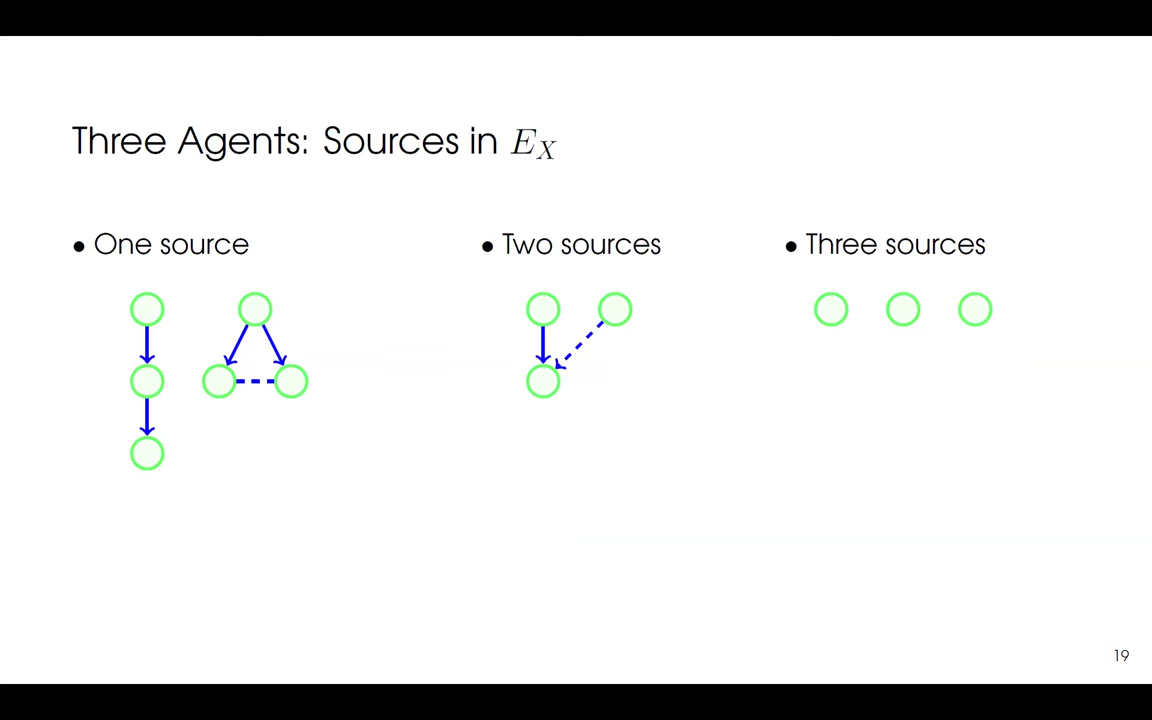 Three Agents: Sources in E_X
• One source
• Two sources
• Three sources
19